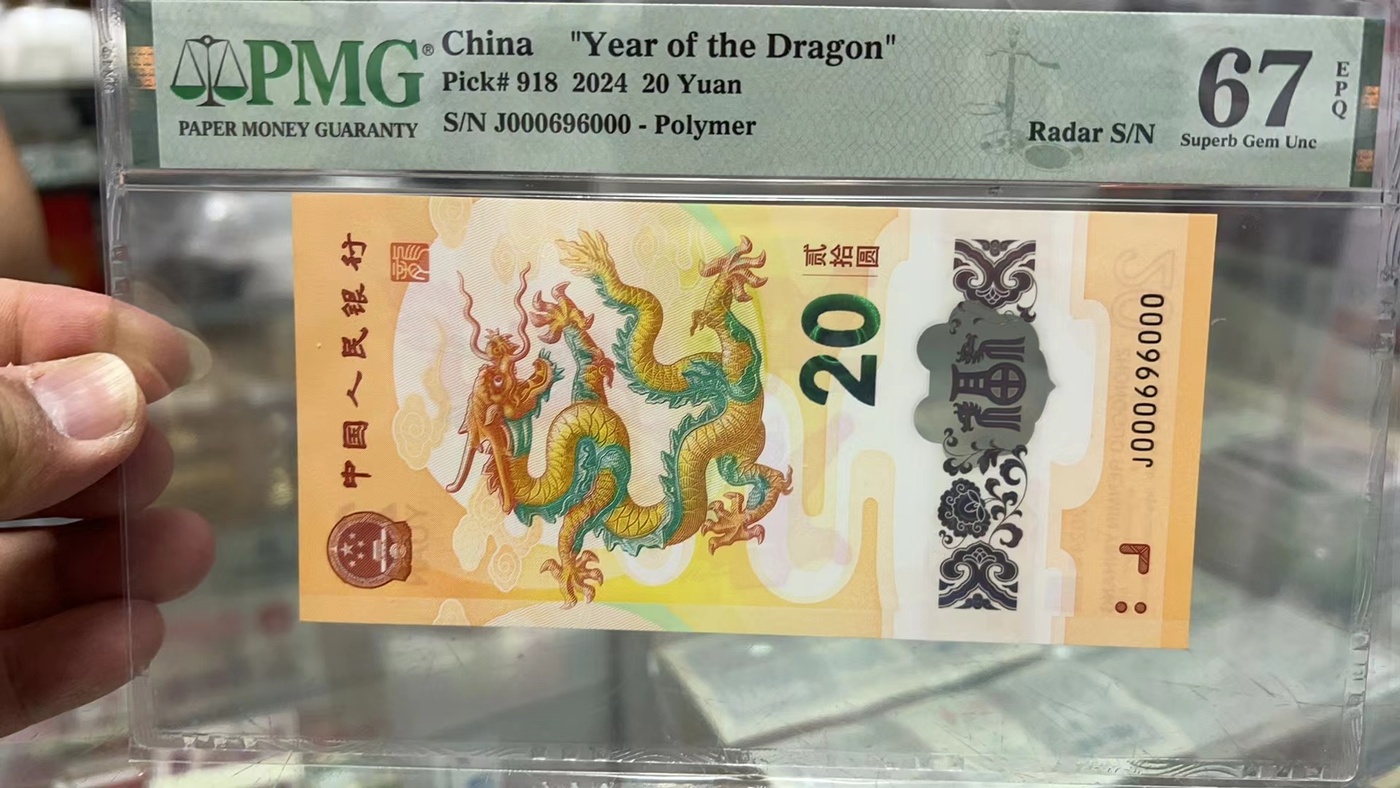 PMG® China "Year of the Dragon"
PAPER MONEY GUARANTY
Pick# 918 2024 20 Yuan
S/N J000696000 - Polymer
Radar S/N
67
EPQ
Superb Gem Unc
中国人民银行
贰拾圆
20
J000696000